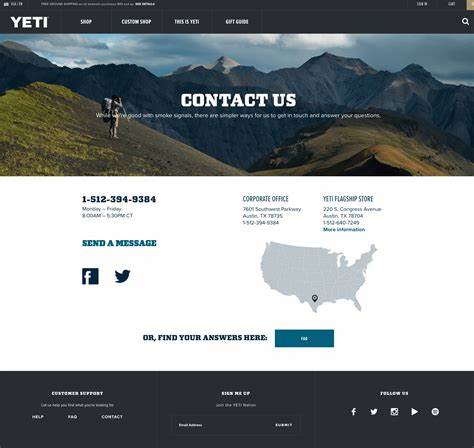 USA / EN
FREE GROUND SHIPPING on all domestic purchases $35 and up. SEE DETAILS
SIGN IN
CART
YETI
SHOP
CUSTOM SHOP
THIS IS YETI
GIFT GUIDE
CONTACT US
While we're good with smoke signals, there are simpler ways for us to get in touch and answer your questions.
1-512-394-9384
Monday – Friday
8:00AM – 5:30PM CT
SEND A MESSAGE
CORPORATE OFFICE
7601 Southwest Parkway
Austin, TX 78735
1-512-394-9384
YETI FLAGSHIP STORE
220 S. Congress Avenue
Austin, TX 78704
1-512-640-7249
More information
OR, FIND YOUR ANSWERS HERE:
FAQ
CUSTOMER SUPPORT
Let us help you find what you're looking for.
HELP
FAQ
CONTACT
SIGN ME UP
Join the YETI Nation
Email Address
SUBMIT
FOLLOW US